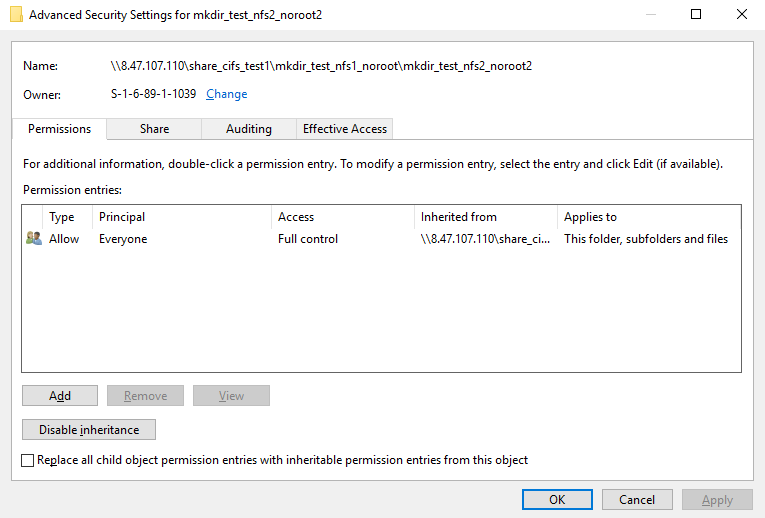 Advanced Security Settings for mkdir_test_nfs2_noroot2
Name: \\8.47.107.110\share_cifs_test1\mkdir_test_nfs1_noroot\mkdir_test_nfs2_noroot2
Owner: S-1-6-89-1-1039 Change
Permissions Share Auditing Effective Access
For additional information, double-click a permission entry. To modify a permission entry, select the entry and click Edit (if available).
Permission entries:
Type Principal Access Inherited from Applies to
Allow Everyone Full control \\8.47.107.110\share_ci... This folder, subfolders and files
Add Remove View
Disable inheritance
Replace all child object permission entries with inheritable permission entries from this object
OK Cancel Apply